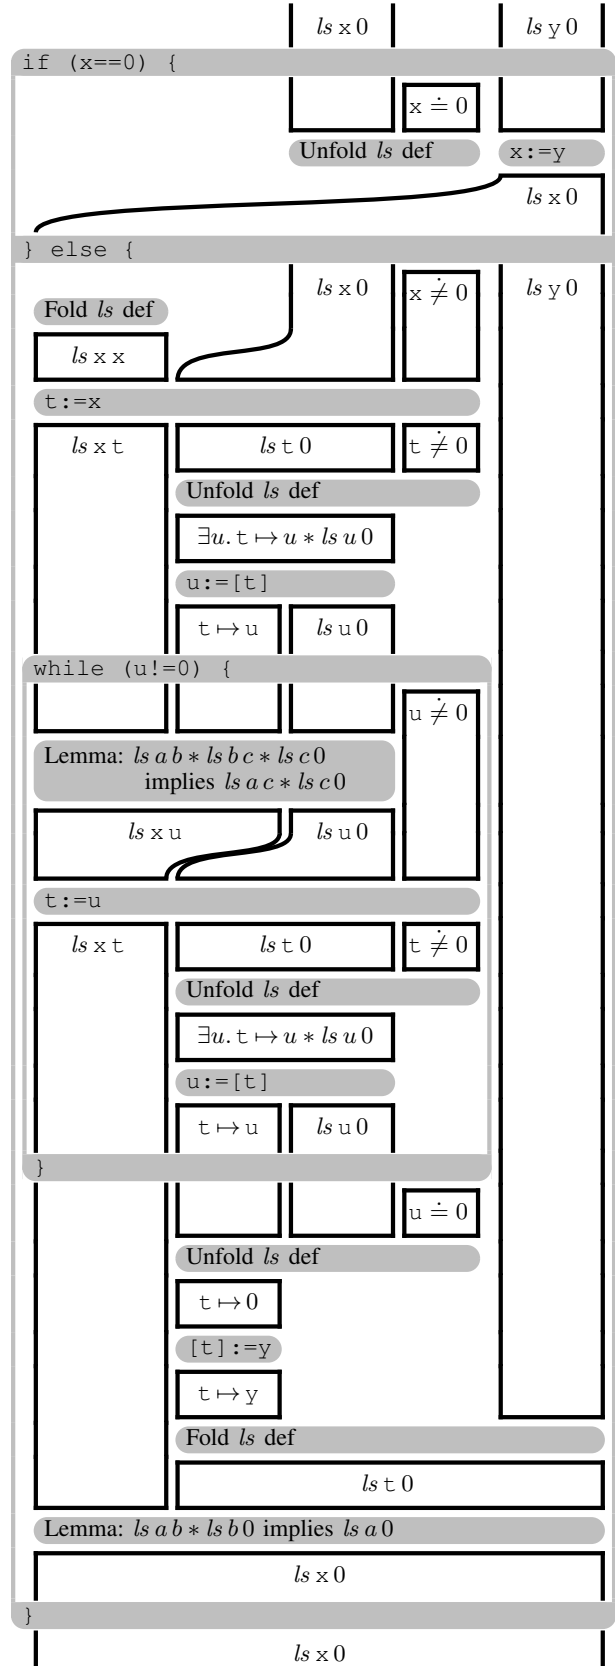 ls x 0 ls y 0
if (x==0) {
x ≐ 0
Unfold ls def x:=y
ls x 0
} else {
ls x 0 x ≐̸ 0 ls y 0
Fold ls def
ls x x
t:=x
ls x t ls t 0 t ≐̸ 0
Unfold ls def
∃u. t ↦ u ∗ ls u 0
u:=[t]
t ↦ u ls u 0
while (u!=0) {
u ≐̸ 0
Lemma: ls a b ∗ ls b c ∗ ls c 0
implies ls a c ∗ ls c 0
ls x u ls u 0
t:=u
ls x t ls t 0 t ≐̸ 0
Unfold ls def
∃u. t ↦ u ∗ ls u 0
u:=[t]
t ↦ u ls u 0
}
u ≐ 0
Unfold ls def
t ↦ 0
[t]:=y
t ↦ y
Fold ls def
ls t 0
Lemma: ls a b ∗ ls b 0 implies ls a 0
ls x 0
}
ls x 0